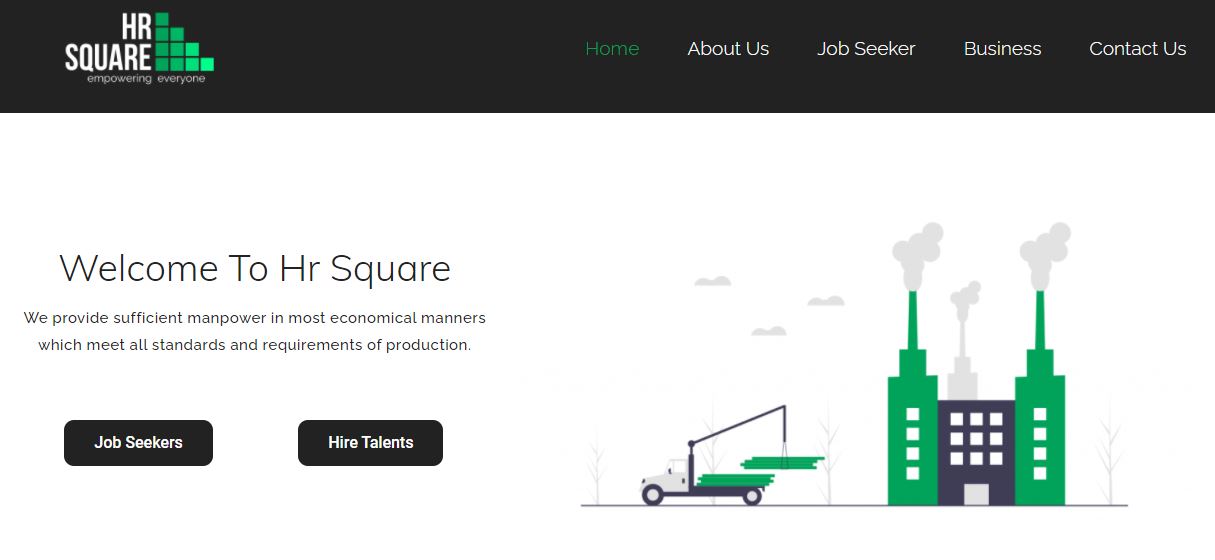 HR
SQUARE
empowering everyone
Home About Us Job Seeker Business Contact Us
Welcome To Hr Square
We provide sufficient manpower in most economical manners
which meet all standards and requirements of production.
Job Seekers Hire Talents